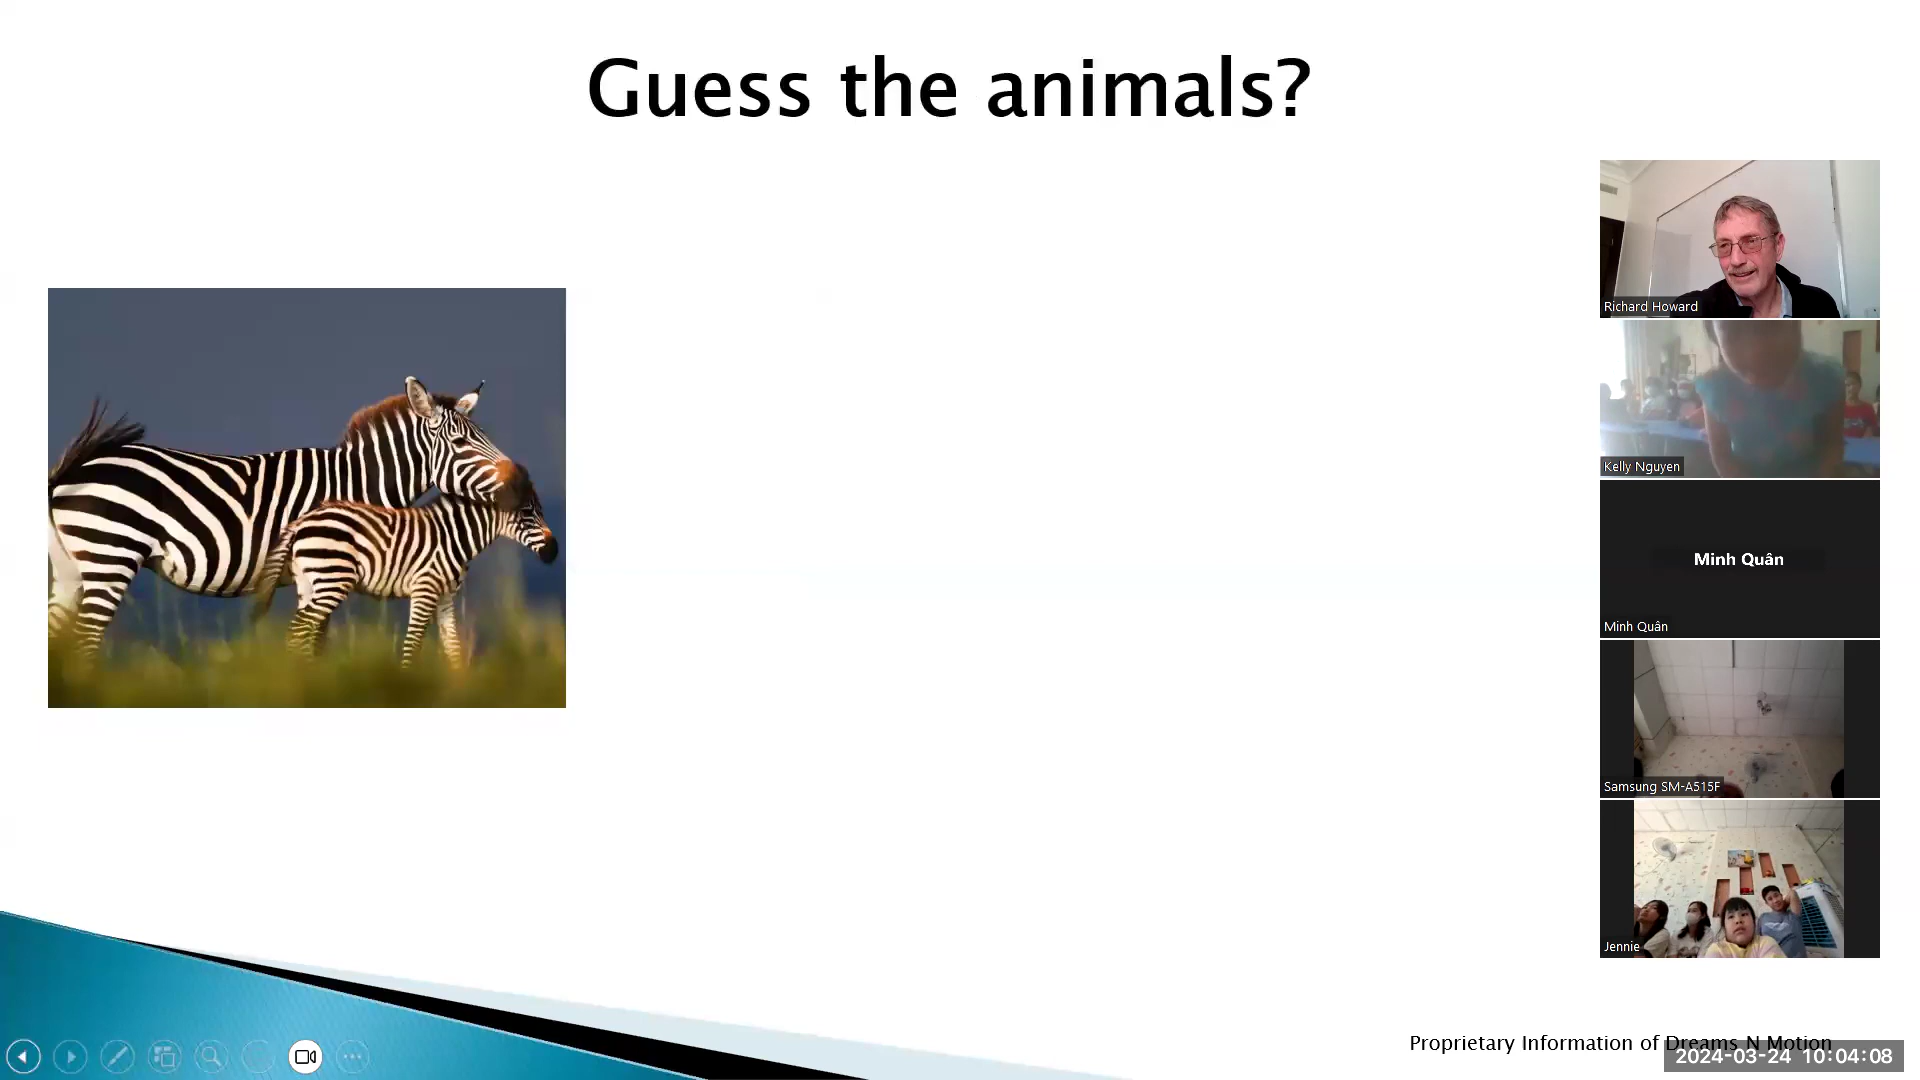 Guess the animals?
Richard Howard
Kelly Nguyen
Minh Quân
Minh Quân
Samsung SM-A515F
Jennie
Proprietary Information of Dreams N Motion
2024-03-24 10:04:08